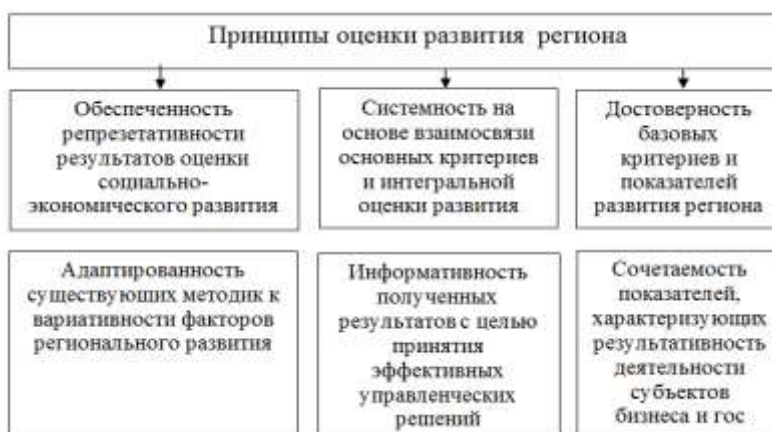 Принципы оценки развития региона
Обеспеченность
репрезетативности
результатов оценки
социально-
экономического развития
Системность на
основе взаимосвязи
основных критериев
и интегральной
оценки развития
Достоверность
базовых
критериев и
показателей
развития региона
Адаптированность
существующих методик к
вариативности факторов
регионального развития
Информативность
полученных
результатов с целью
принятия
эффективных
управленческих
решений
Сочетаемость
показателей,
характеризующих
результативность
деятельности
субъектов
бизнеса и гос